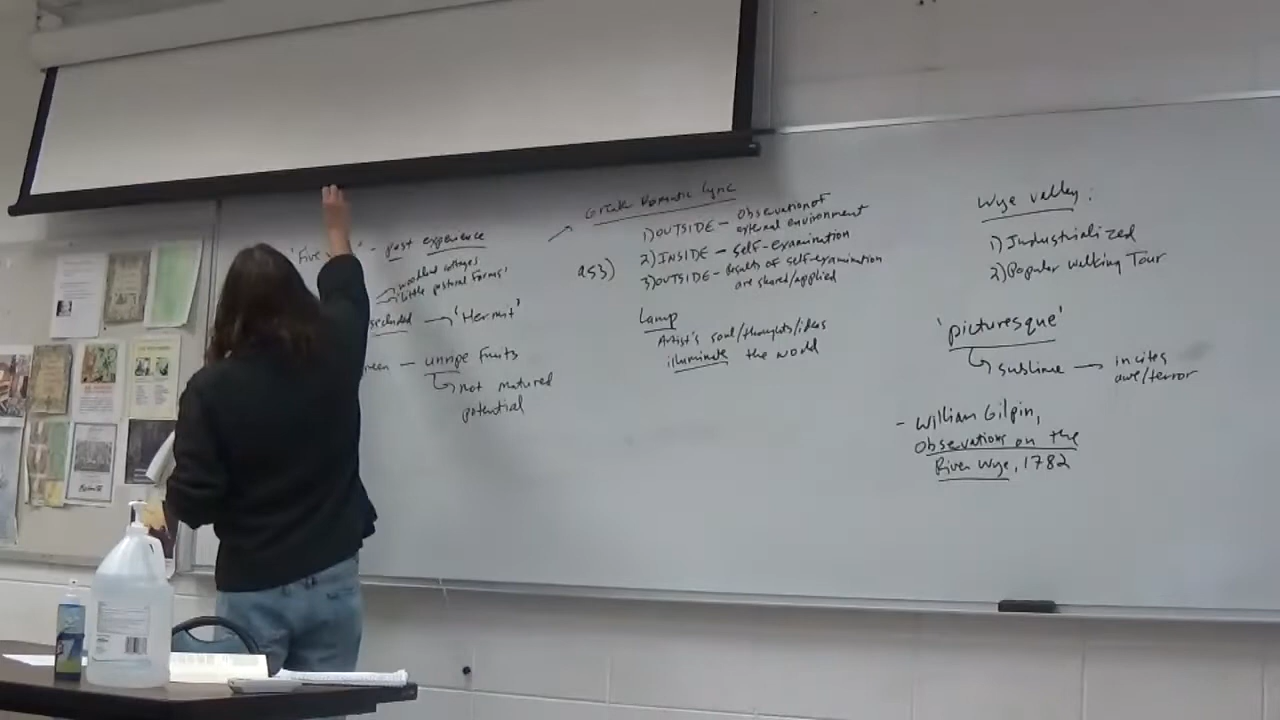 'Five - past experience
wooded cottages
'little pastoral farms'
secluded → 'Hermit'
green — unripe fruits
not matured
potential
Greater Romantic Lyric
1) OUTSIDE - observation of
external environment
2) INSIDE - self-examination
3) OUTSIDE - Results of self-examination
are shared/applied
Lamp
Artist's soul/thoughts/ideas
illuminate the world
Wye valley:
1) Industrialized
2) Popular Walking Tour
'picturesque'
sublime → incites
awe/terror
- William Gilpin,
Observations on the
River Wye, 1782